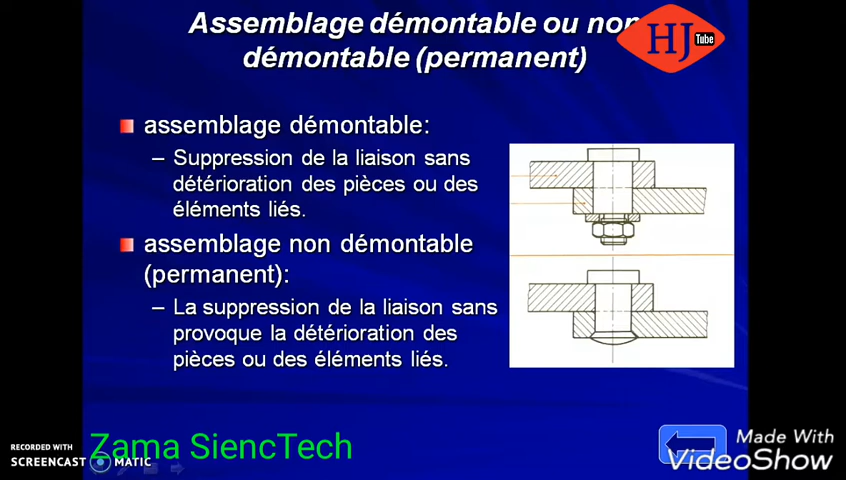 Assemblage démontable ou non
démontable (permanent)
HJ
Tube
assemblage démontable:
– Suppression de la liaison sans
détérioration des pièces ou des
éléments liés.
assemblage non démontable
(permanent):
– La suppression de la liaison sans
provoque la détérioration des
pièces ou des éléments liés.
Zama SiencTech
RECORDED WITH
SCREENCAST MATIC
Made With
VideoShow